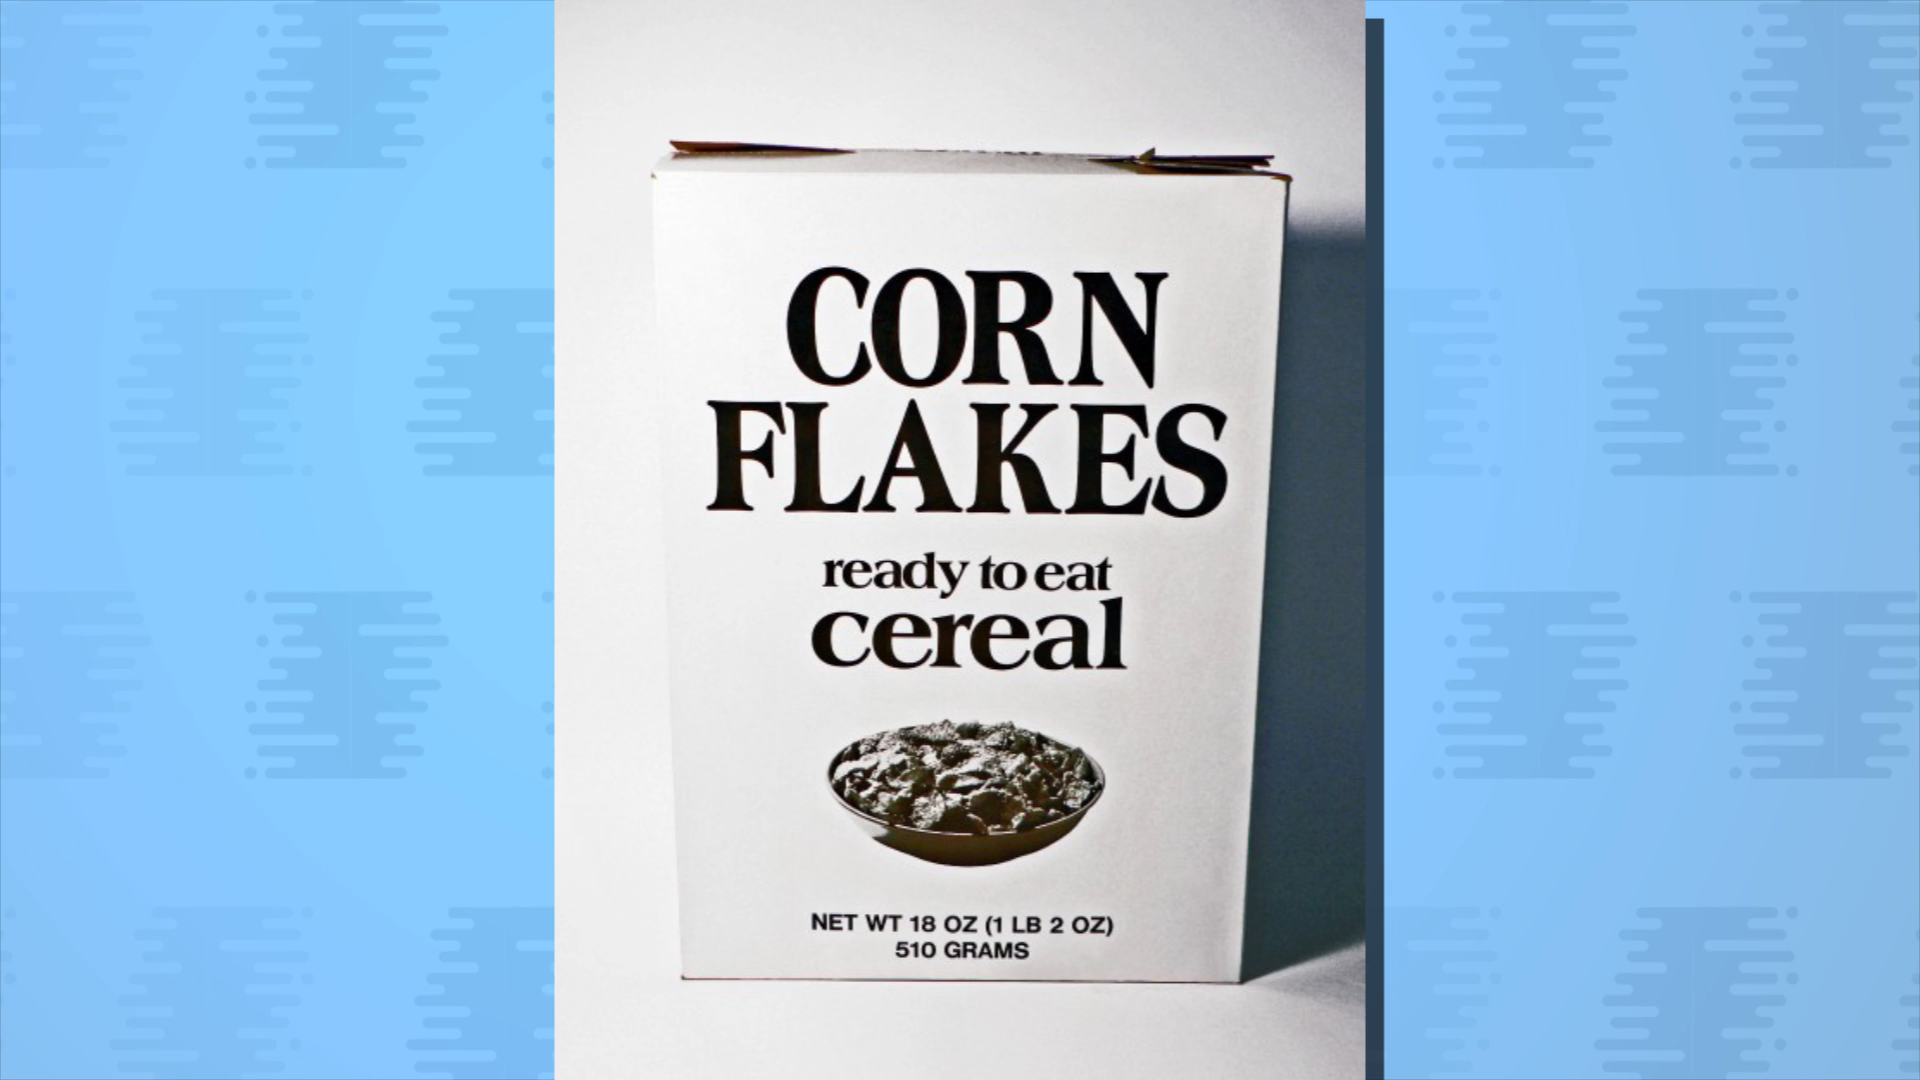 CORN
FLAKES
ready to eat
cereal
NET WT 18 OZ (1 LB 2 OZ)
510 GRAMS